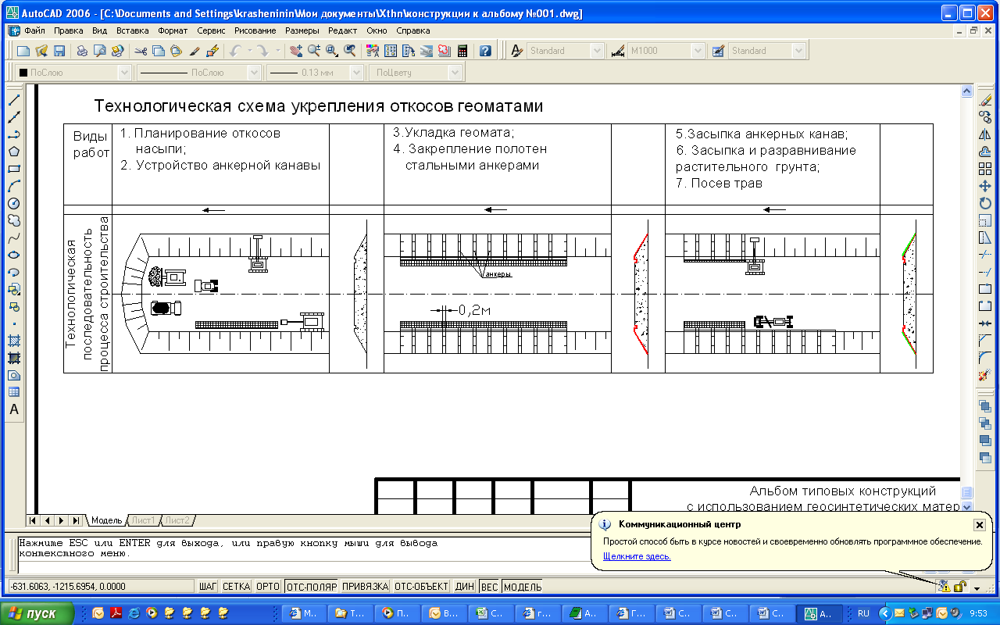 AutoCAD 2006 - [C:\Documents and Settings\krasheninin\Мои документы\Xthn\конструкции к альбому №001.dwg]
Файл Правка Вид Вставка Формат Сервис Рисование Размеры Редакт Окно Справка
Standard M1000 Standard
ПоСлою ПоСлою 0.13 мм ПоЦвету
Технологическая схема укрепления откосов геоматами
Виды
работ
1. Планирование откосов
насыпи;
2. Устройство анкерной канавы
3.Укладка геомата;
4. Закрепление полотен
стальными анкерами
5.Засыпка анкерных канав;
6. Засыпка и разравнивание
растительного грунта;
7. Посев трав
Технологическая
последовательность
процесса строительства
анкеры
0,2м
Альбом типовых конструкций
с использованием геосинтетических матер
Модель Лист1 Лист2
Нажмите ESC или ENTER для выхода, или правую кнопку мыши для вывода
контекстного меню.
Коммуникационный центр
Простой способ быть в курсе новостей и своевременно обновлять программное обеспечение.
Щелкните здесь.
-631.6063, -1215.6954, 0.0000
ШАГ СЕТКА ОРТО ОТС-ПОЛЯР ПРИВЯЗКА ОТС-ОБЪЕКТ ДИН ВЕС МОДЕЛЬ
пуск
М.. Т... П.. В... С.. г... А... Г... С... С... С... А..
RU
9:53